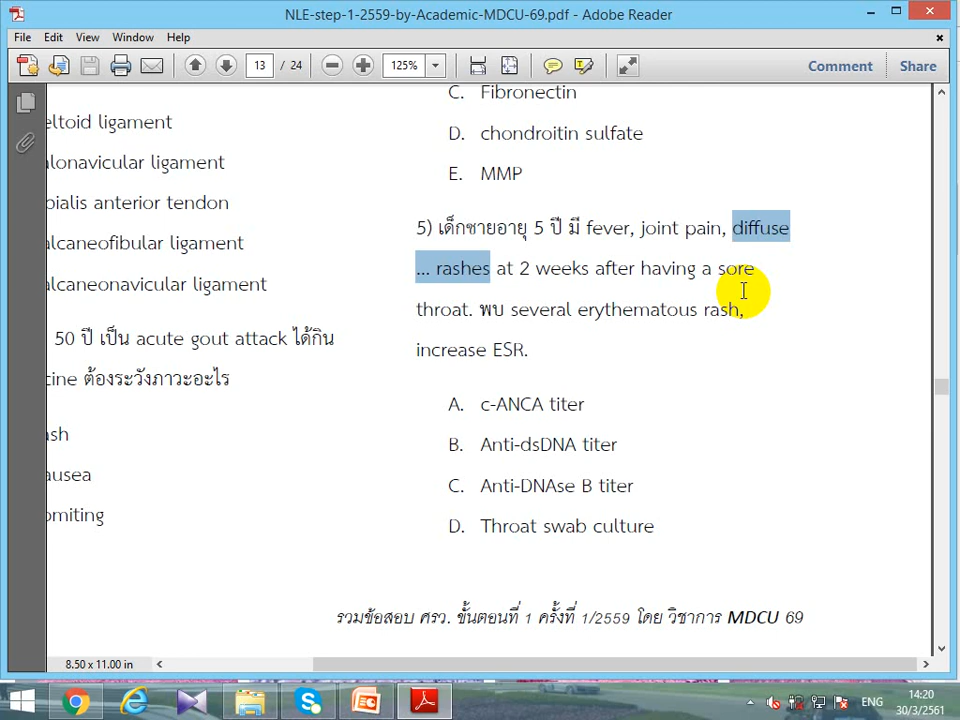 NLE-step-1-2559-by-Academic-MDCU-69.pdf - Adobe Reader
File Edit View Window Help
13 / 24 125% Comment Share
eltoid ligament
alonavicular ligament
bialis anterior tendon
alcaneofibular ligament
alcaneonavicular ligament
50 ปี เป็น acute gout attack ได้กิน
cine ต้องระวังภาวะอะไร
ash
ausea
omiting
C. Fibronectin
D. chondroitin sulfate
E. MMP
5) เด็กชายอายุ 5 ปี มี fever, joint pain, diffuse
... rashes at 2 weeks after having a sore
throat. พบ several erythematous rash,
increase ESR.
A. c-ANCA titer
B. Anti-dsDNA titer
C. Anti-DNAse B titer
D. Throat swab culture
รวมข้อสอบ ศรว. ขั้นตอนที่ 1 ครั้งที่ 1/2559 โดย วิชาการ MDCU 69
8.50 x 11.00 in
ENG
14:20
30/3/2561